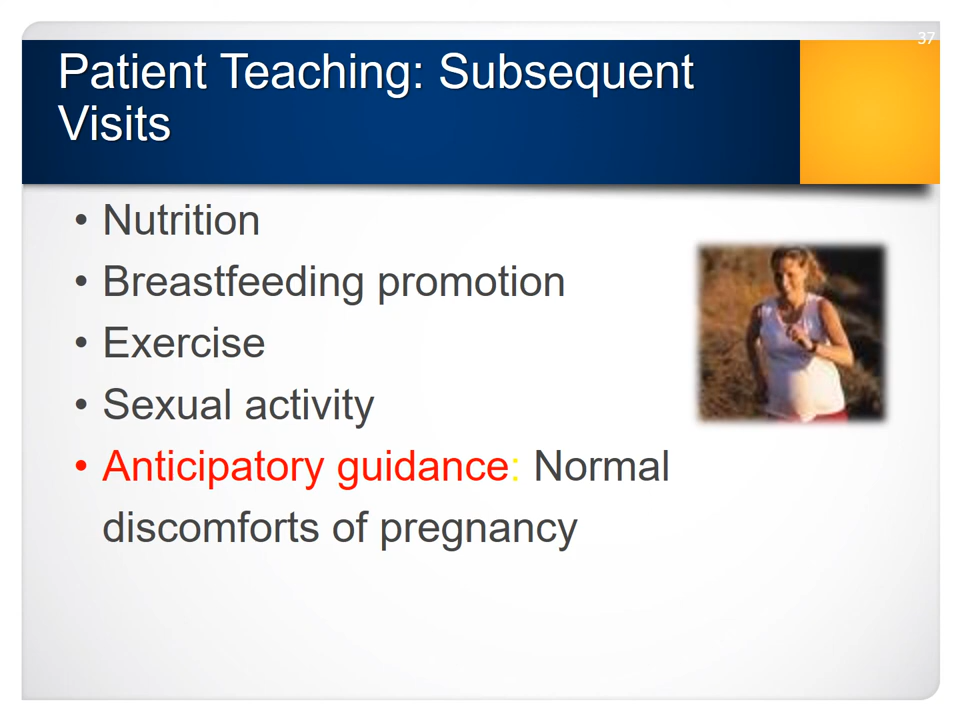 37
Patient Teaching: Subsequent
Visits
• Nutrition
• Breastfeeding promotion
• Exercise
• Sexual activity
• Anticipatory guidance: Normal
discomforts of pregnancy